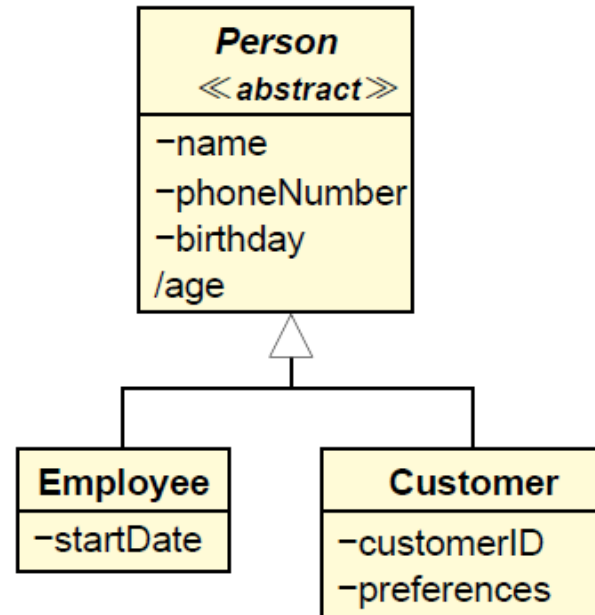 Person
≪abstract≫
−name
−phoneNumber
−birthday
/age
Employee
−startDate
Customer
−customerID
−preferences